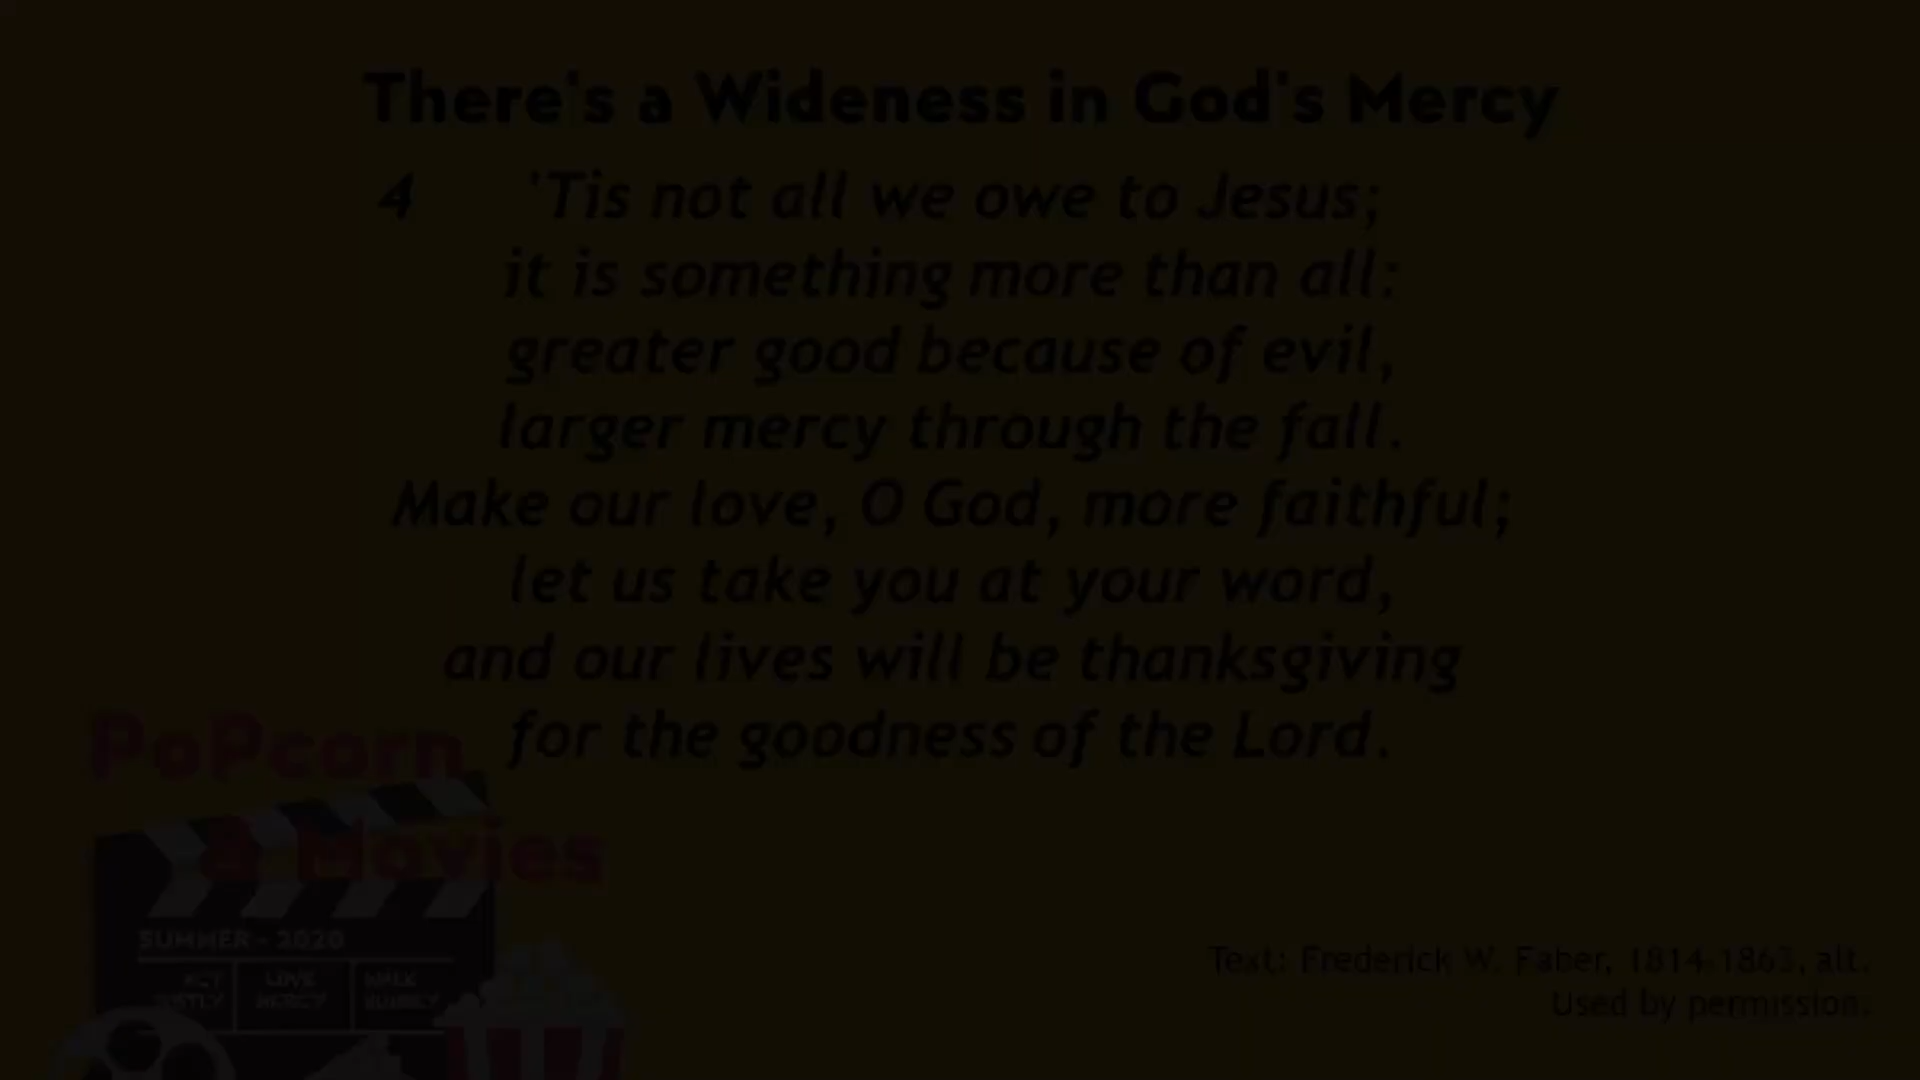 There's a Wideness in God's Mercy
4 'Tis not all we owe to Jesus;
it is something more than all:
greater good because of evil,
larger mercy through the fall.
Make our love, O God, more faithful;
let us take you at your word,
and our lives will be thanksgiving
for the goodness of the Lord.
PoPcorn
& Movies
SUMMER - 2020
ACT LOVE WALK
JUSTLY MERCY HUMBLY
Text: Frederick W. Faber, 1814-1863, alt.
Used by permission.